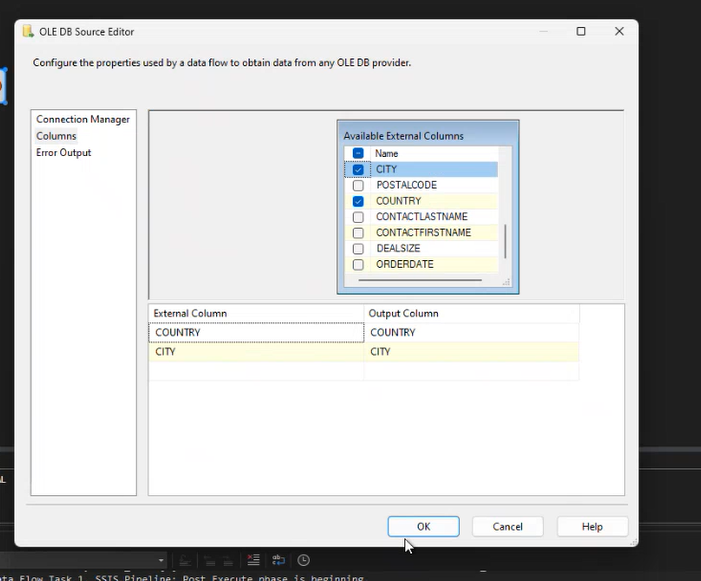 OLE DB Source Editor
Configure the properties used by a data flow to obtain data from any OLE DB provider.
Connection Manager
Columns
Error Output
Available External Columns
Name
CITY
POSTALCODE
COUNTRY
CONTACTLASTNAME
CONTACTFIRSTNAME
DEALSIZE
ORDERDATE
External Column Output Column
COUNTRY COUNTRY
CITY CITY
OK Cancel Help
ata Flow Task 1, SSIS.Pipeline: Post Execute phase is beginning.